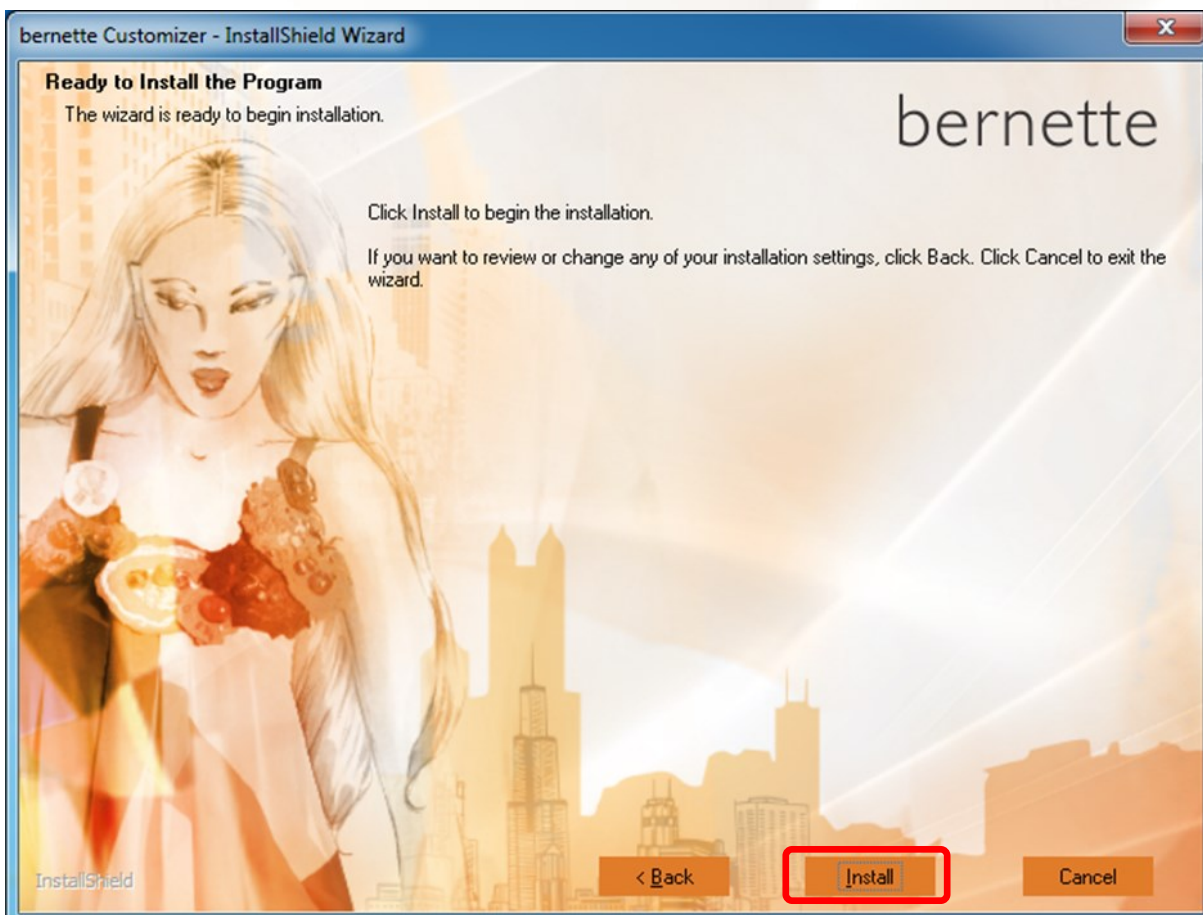 bernette Customizer - InstallShield Wizard
Ready to Install the Program
The wizard is ready to begin installation.
bernette
Click Install to begin the installation.
If you want to review or change any of your installation settings, click Back. Click Cancel to exit the
wizard.
InstallShield
< Back
Install
Cancel